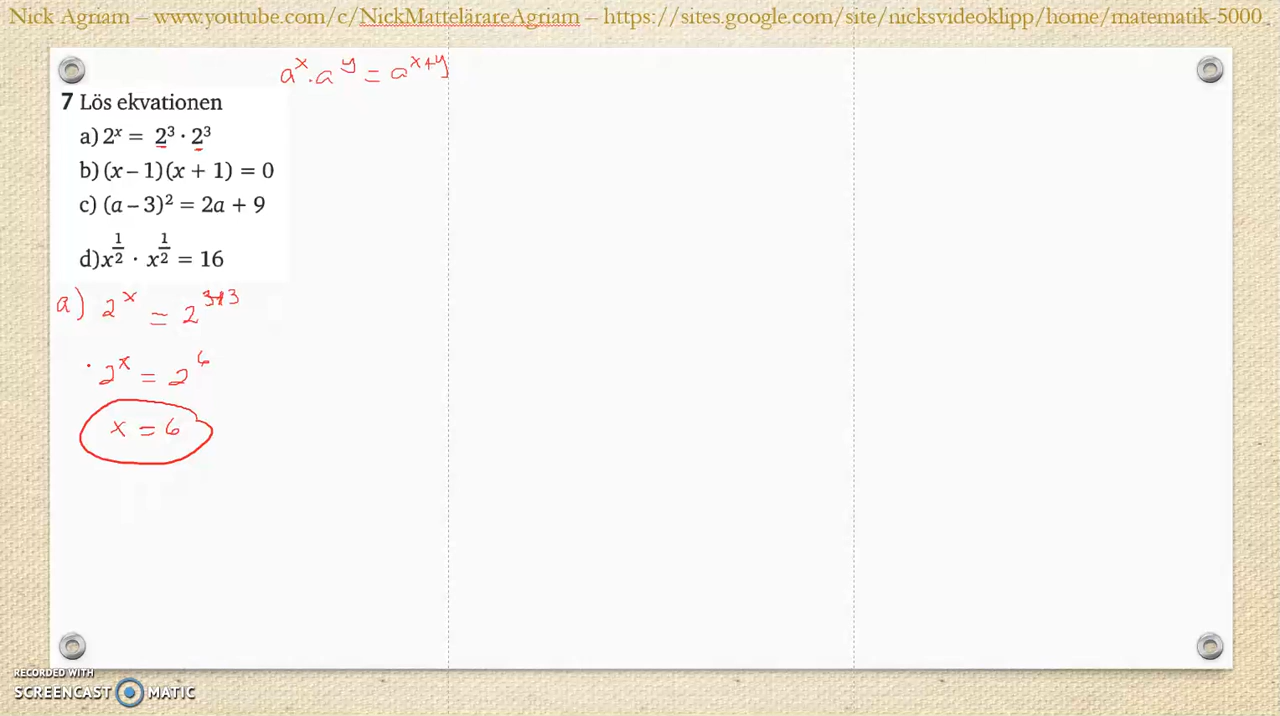 Nick Agnam – www.youtube.com/c/NickMattelärareAgnam – https://sites.google.com/site/nicksvideoklipp/home/matematik-5000
a^x · a^y = a^{x+y}
7 Lös ekvationen
a) 2^x = 2^3 · 2^3
b) (x – 1)(x + 1) = 0
c) (a – 3)^2 = 2a + 9
d) x^{1/2} · x^{1/2} = 16
a) 2^x = 2^{3+3}
2^x = 2^6
x = 6
RECORDED WITH
SCREENCAST MATIC